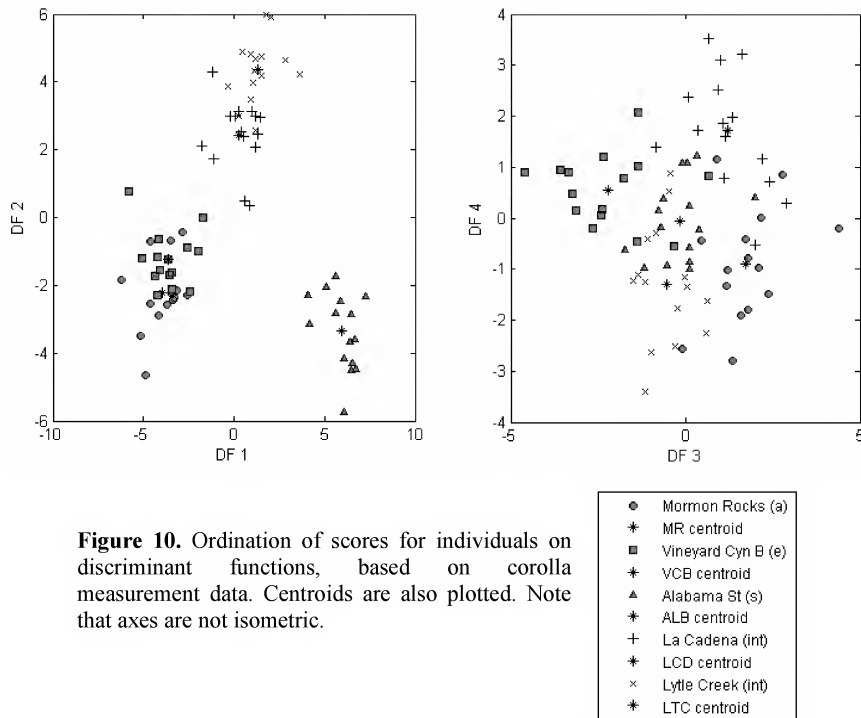 6
4
2
0
-2
-4
-6
-10
-5
0
5
10
DF 2
DF 1
4
3
2
1
0
-1
-2
-3
-4
-5
0
5
DF 4
DF 3
Figure 10. Ordination of scores for individuals on
discriminant functions, based on corolla
measurement data. Centroids are also plotted. Note
that axes are not isometric.
Mormon Rocks (a)
MR centroid
Vineyard Cyn B (e)
VCB centroid
Alabama St (s)
ALB centroid
La Cadena (int)
LCD centroid
Lytle Creek (int)
LTC centroid